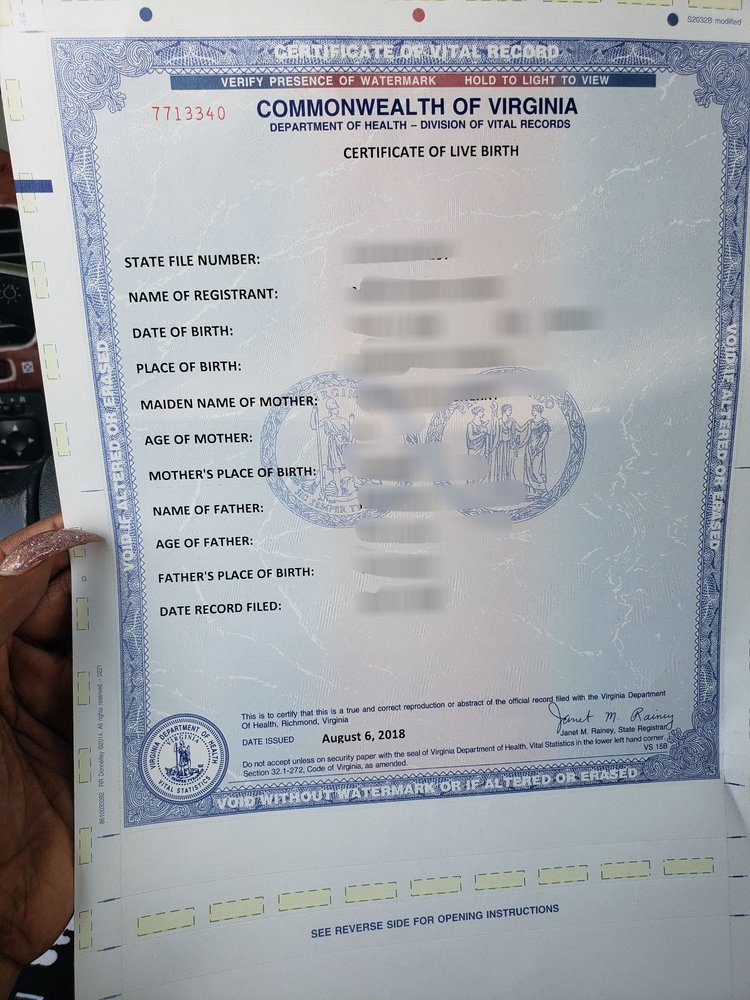 S2032B modified
CERTIFICATE OF VITAL RECORD
VERIFY PRESENCE OF WATERMARK HOLD TO LIGHT TO VIEW
7713340
COMMONWEALTH OF VIRGINIA
DEPARTMENT OF HEALTH – DIVISION OF VITAL RECORDS
CERTIFICATE OF LIVE BIRTH
STATE FILE NUMBER:
NAME OF REGISTRANT:
DATE OF BIRTH:
PLACE OF BIRTH:
MAIDEN NAME OF MOTHER:
AGE OF MOTHER:
MOTHER'S PLACE OF BIRTH:
NAME OF FATHER:
AGE OF FATHER:
FATHER'S PLACE OF BIRTH:
DATE RECORD FILED:
VOID IF ALTERED OR ERASED
VOID IF ALTERED OR ERASED
G
RR Donnelley ©2014. All rights reserved. - 0221
This is to certify that this is a true and correct reproduction or abstract of the official record filed with the Virginia Department
Of Health, Richmond, Virginia
Janet M Rainey
DATE ISSUED August 6, 2018
Janet M. Rainey, State Registrar
Do not accept unless on security paper with the seal of Virginia Department of Health, Vital Statistics in the lower left hand corner.
Section 32.1-272, Code of Virginia, as amended.
VS 15B
VIRGINIA DEPARTMENT OF HEALTH
VITAL STATISTICS
VOID WITHOUT WATERMARK OR IF ALTERED OR ERASED
SEE REVERSE SIDE FOR OPENING INSTRUCTIONS